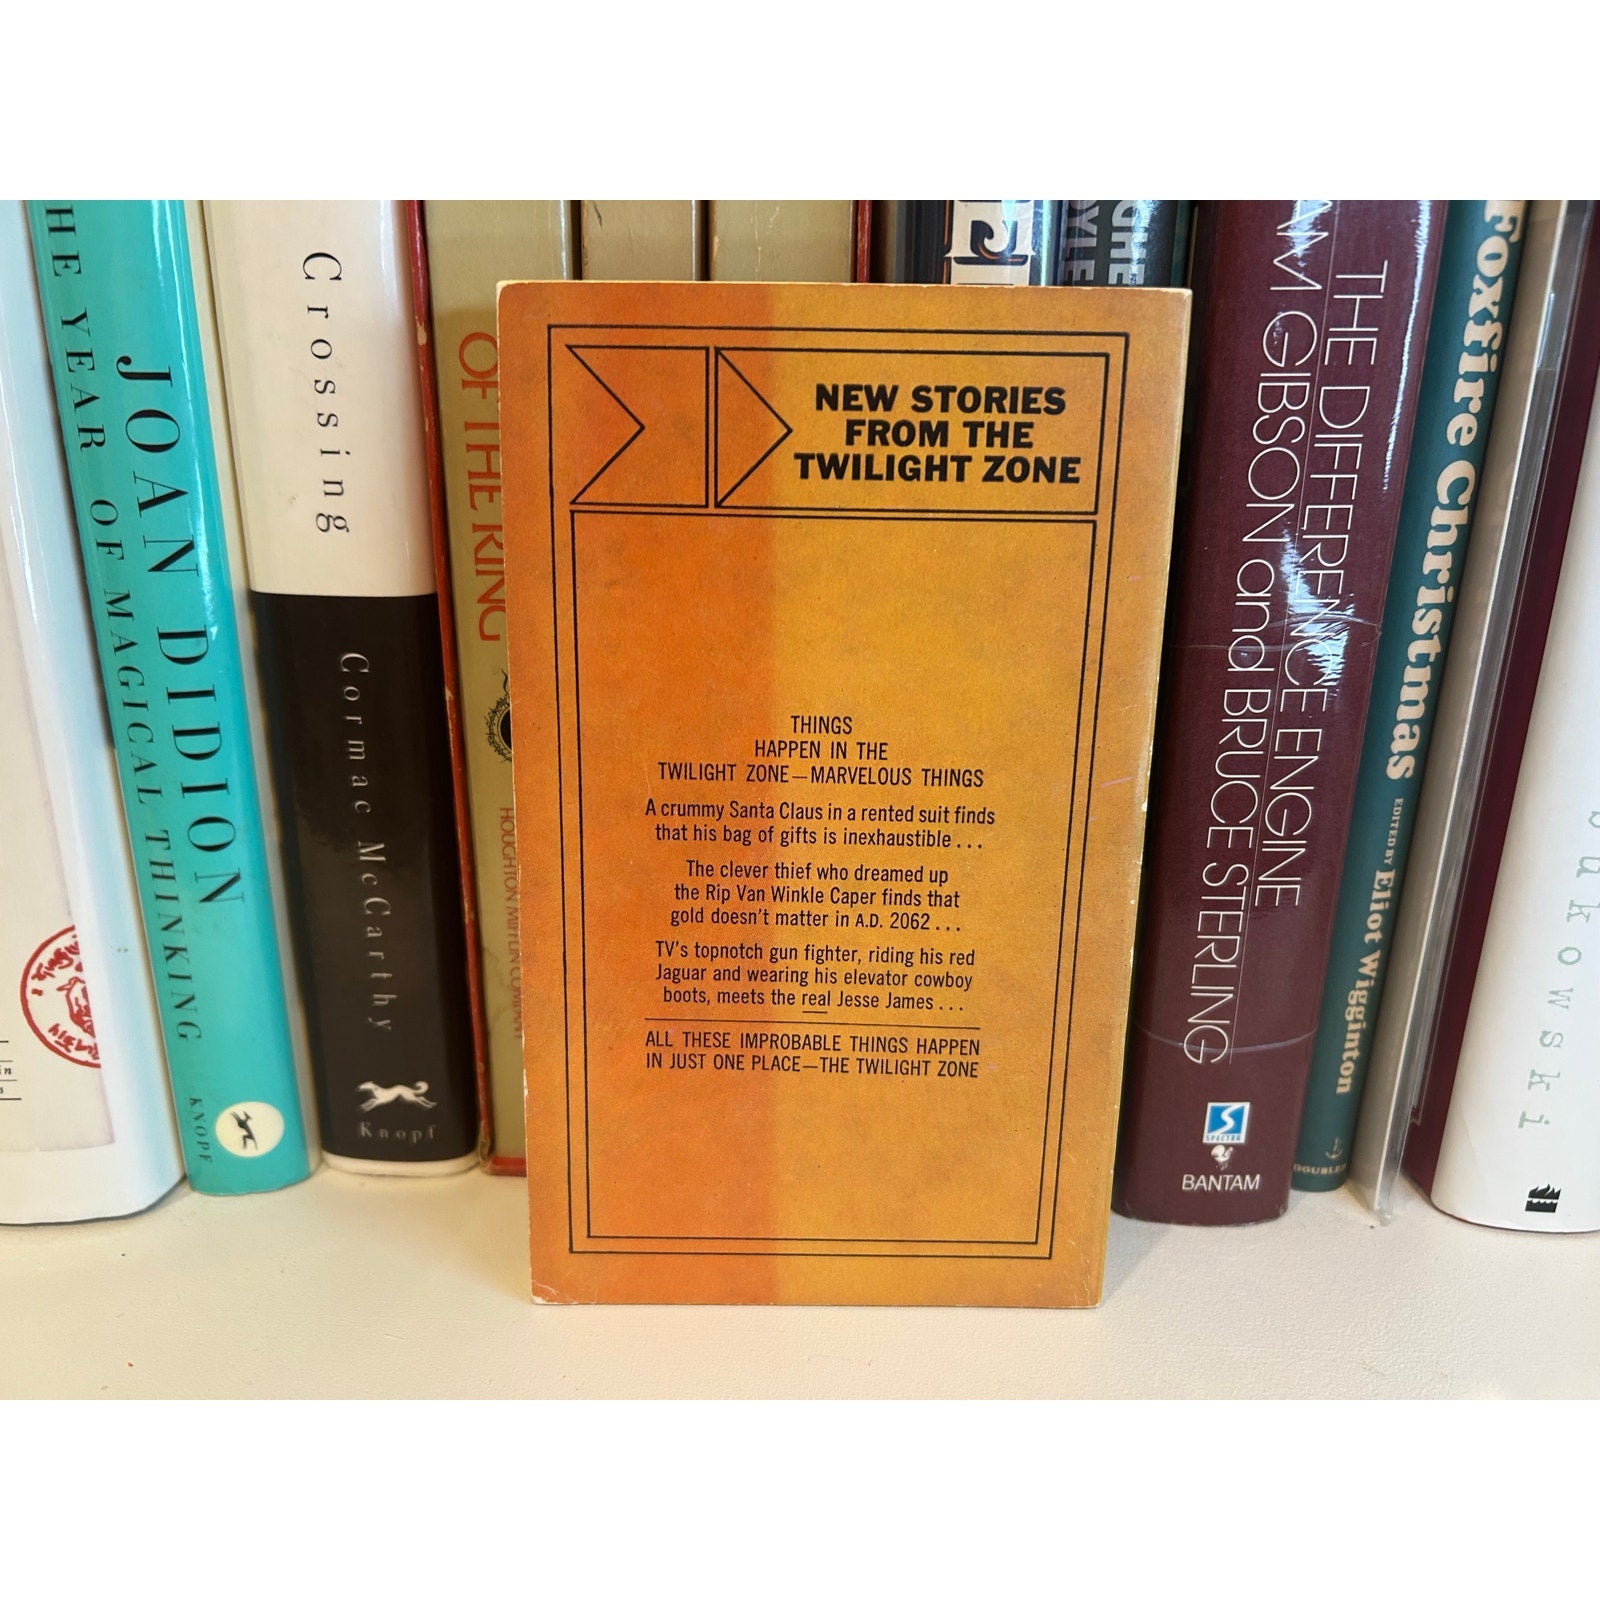 THE YEAR OF MAGICAL THINKING
JOAN DIDION
KNOPF
Crossing
Cormac McCarthy
Knopf
OF THE RING
HOUGHTON MIFFLIN COMPANY
NEW STORIES
FROM THE
TWILIGHT ZONE
THINGS
HAPPEN IN THE
TWILIGHT ZONE—MARVELOUS THINGS
A crummy Santa Claus in a rented suit finds
that his bag of gifts is inexhaustible . . .
The clever thief who dreamed up
the Rip Van Winkle Caper finds that
gold doesn't matter in A.D. 2062 . . .
TV's topnotch gun fighter, riding his red
Jaguar and wearing his elevator cowboy
boots, meets the real Jesse James . . .
ALL THESE IMPROBABLE THINGS HAPPEN
IN JUST ONE PLACE—THE TWILIGHT ZONE
THE DIFFERENCE ENGINE
AM GIBSON and BRUCE STERLING
SPECTRA
BANTAM
Foxfire Christmas
EDITED BY Eliot Wigginton
DOUBLE
bukowski